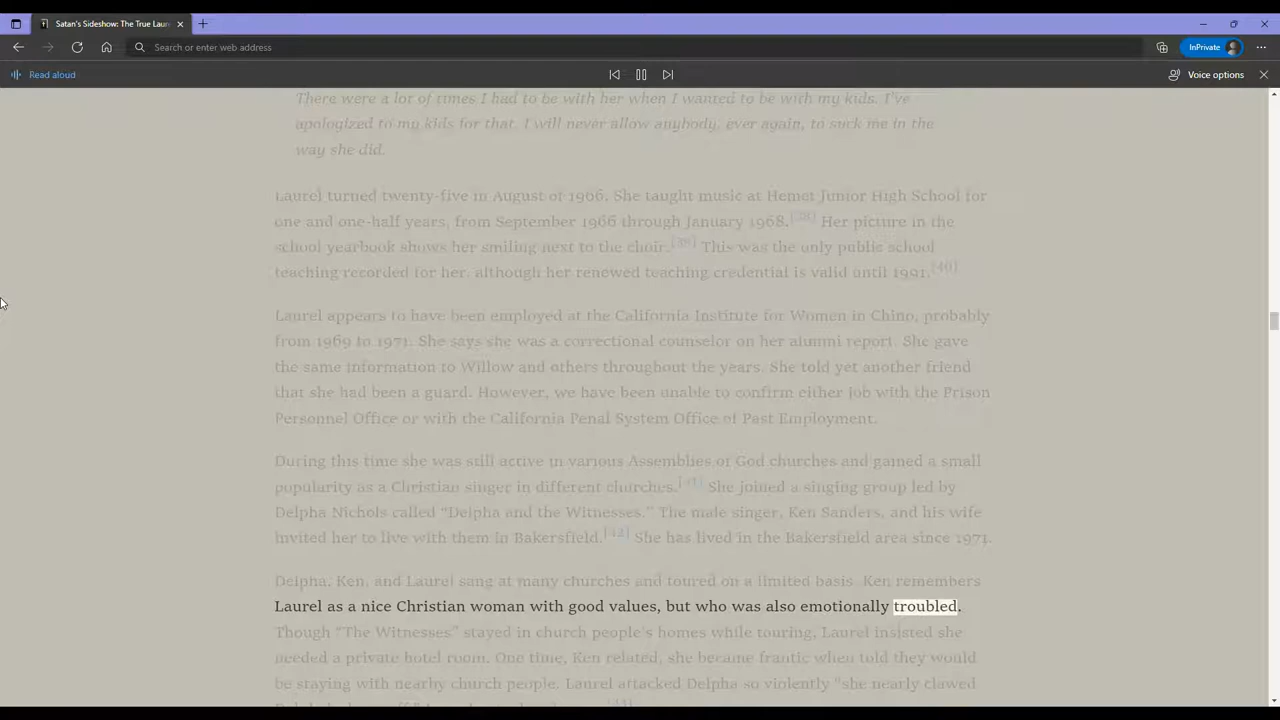 Satan's Sideshow: The True Lau
Search or enter web address
InPrivate
Read aloud
Voice options
There were a lot of times I had to be with her when I wanted to be with my kids. I've
apologized to my kids for that. I will never allow anybody, ever again, to suck me in the
way she did.
Laurel turned twenty-five in August of 1966. She taught music at Hemet Junior High School for
one and one-half years, from September 1966 through January 1968.[38] Her picture in the
school yearbook shows her smiling next to the choir.[39] This was the only public school
teaching recorded for her, although her renewed teaching credential is valid until 1991.[40]
Laurel appears to have been employed at the California Institute for Women in Chino, probably
from 1969 to 1971. She says she was a correctional counselor on her alumni report. She gave
the same information to Willow and others throughout the years. She told yet another friend
that she had been a guard. However, we have been unable to confirm either job with the Prison
Personnel Office or with the California Penal System Office of Past Employment.
During this time she was still active in various Assemblies of God churches and gained a small
popularity as a Christian singer in different churches.[41] She joined a singing group led by
Delpha Nichols called “Delpha and the Witnesses.” The male singer, Ken Sanders, and his wife
invited her to live with them in Bakersfield.[42] She has lived in the Bakersfield area since 1971.
Delpha, Ken, and Laurel sang at many churches and toured on a limited basis. Ken remembers
Laurel as a nice Christian woman with good values, but who was also emotionally troubled.
Though “The Witnesses” stayed in church people's homes while touring, Laurel insisted she
needed a private hotel room. One time, Ken related, she became frantic when told they would
be staying with nearby church people. Laurel attacked Delpha so violently “she nearly clawed